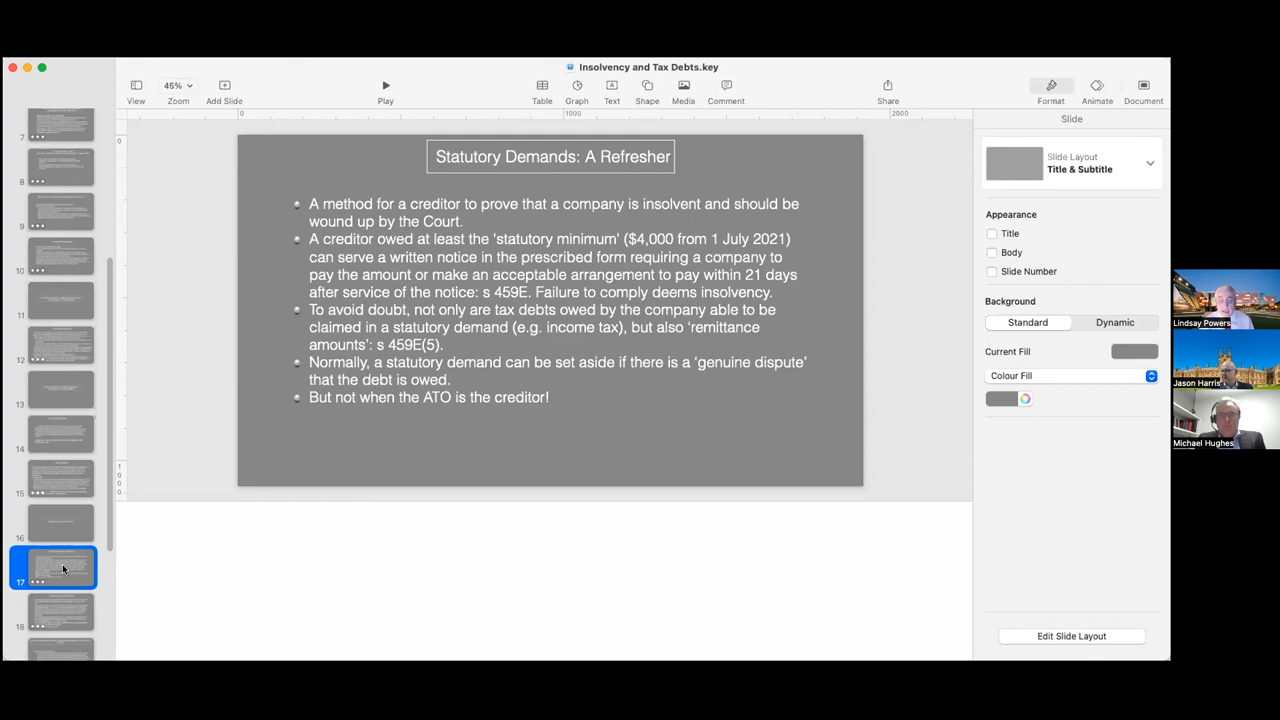 Insolvency and Tax Debts.key
46%
View
Zoom
Add Slide
Play
Table
Graph
Text
Shape
Media
Comment
Share
Format
Animate
Document
0
1000
2000
0
1
0
0
0
7
8
9
10
11
12
13
14
15
16
17
18
Statutory Demands: A Refresher
• A method for a creditor to prove that a company is insolvent and should be
wound up by the Court.
• A creditor owed at least the ‘statutory minimum’ ($4,000 from 1 July 2021)
can serve a written notice in the prescribed form requiring a company to
pay the amount or make an acceptable arrangement to pay within 21 days
after service of the notice: s 459E. Failure to comply deems insolvency.
• To avoid doubt, not only are tax debts owed by the company able to be
claimed in a statutory demand (e.g. income tax), but also ‘remittance
amounts’: s 459E(5).
• Normally, a statutory demand can be set aside if there is a ‘genuine dispute’
that the debt is owed.
• But not when the ATO is the creditor!
Slide
Slide Layout
Title & Subtitle
Appearance
Title
Body
Slide Number
Background
Standard
Dynamic
Current Fill
Colour Fill
Edit Slide Layout
Lindsay Powers
Jason Harris
Michael Hughes